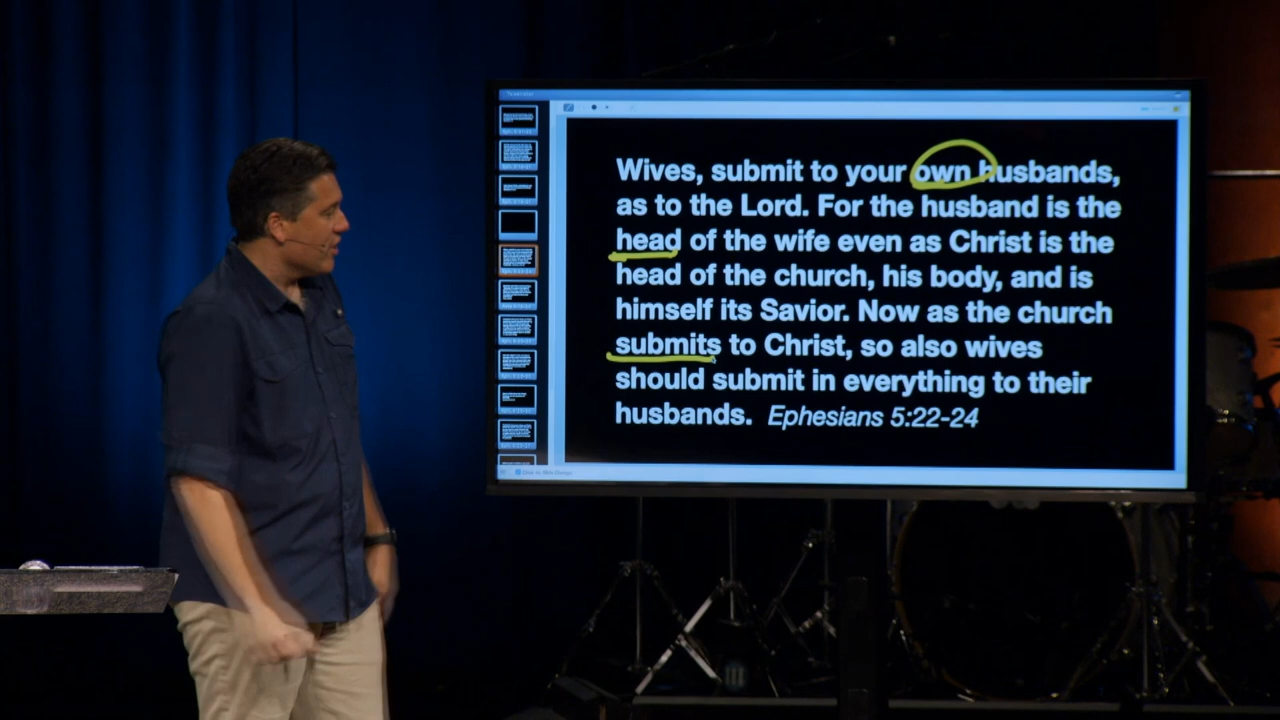 Wives, submit to your own husbands,
as to the Lord. For the husband is the
head of the wife even as Christ is the
head of the church, his body, and is
himself its Savior. Now as the church
submits to Christ, so also wives
should submit in everything to their
husbands. Ephesians 5:22-24